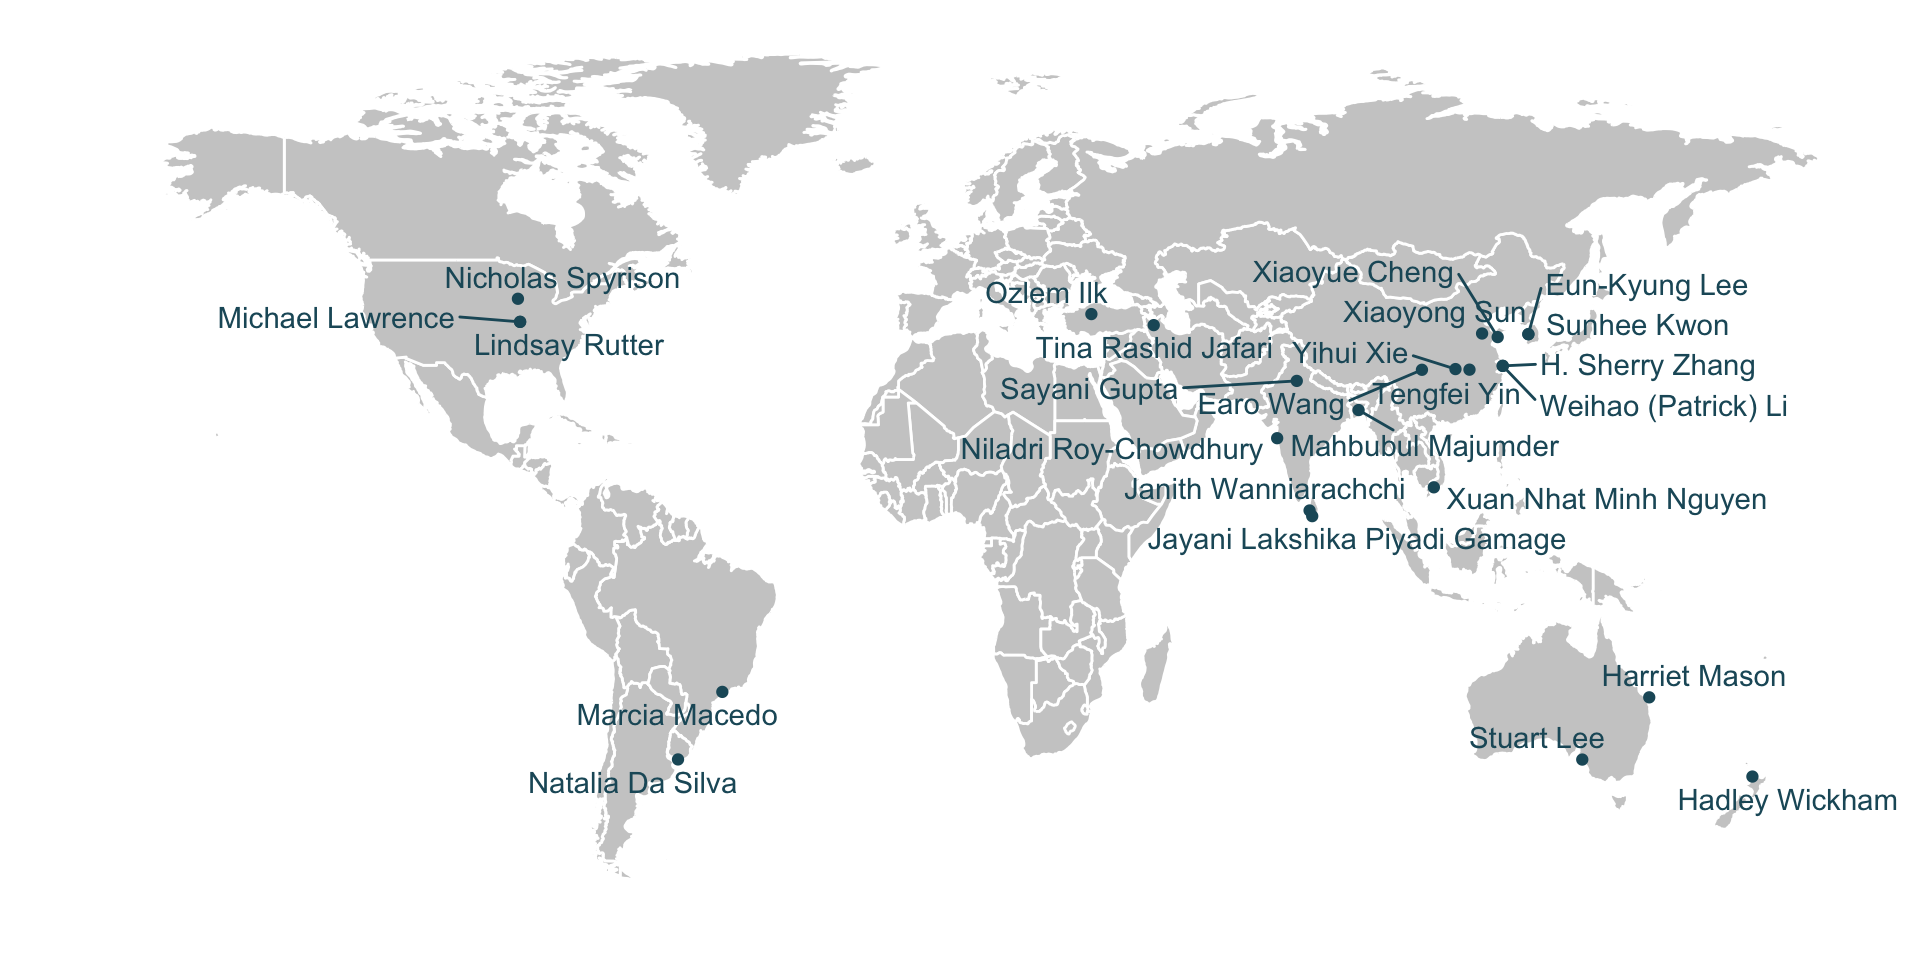 Xiaoyue Cheng
Nicholas Spyrison
Eun-Kyung Lee
Ozlem Ilk
Xiaoyong Sun
Michael Lawrence
Sunhee Kwon
Lindsay Rutter
Tina Rashid Jafari
Yihui Xie
H. Sherry Zhang
Sayani Gupta
Tengfei Yin
Earo Wang
Weihao (Patrick) Li
Niladri Roy-Chowdhury
Mahbubul Majumder
Janith Wanniarachchi
Xuan Nhat Minh Nguyen
Jayani Lakshika Piyadi Gamage
Harriet Mason
Marcia Macedo
Stuart Lee
Natalia Da Silva
Hadley Wickham